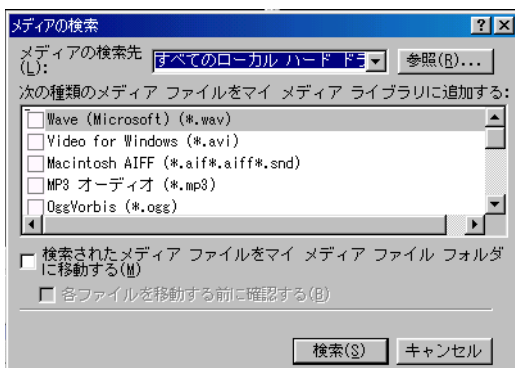 メディアの検索
メディアの検索先
(L):
すべてのローカル ハード ドラ
参照(R)...
次の種類のメディア ファイルをマイ メディア ライブラリに追加する:
Wave (Microsoft) (*.wav)
Video for Windows (*.avi)
Macintosh AIFF (*.aif*.aiff*.snd)
MP3 オーディオ (*.mp3)
OggVorbis (*.ogg)
検索されたメディア ファイルをマイ メディア ファイル フォルダ
に移動する(M)
各ファイルを移動する前に確認する(B)
検索(S)
キャンセル